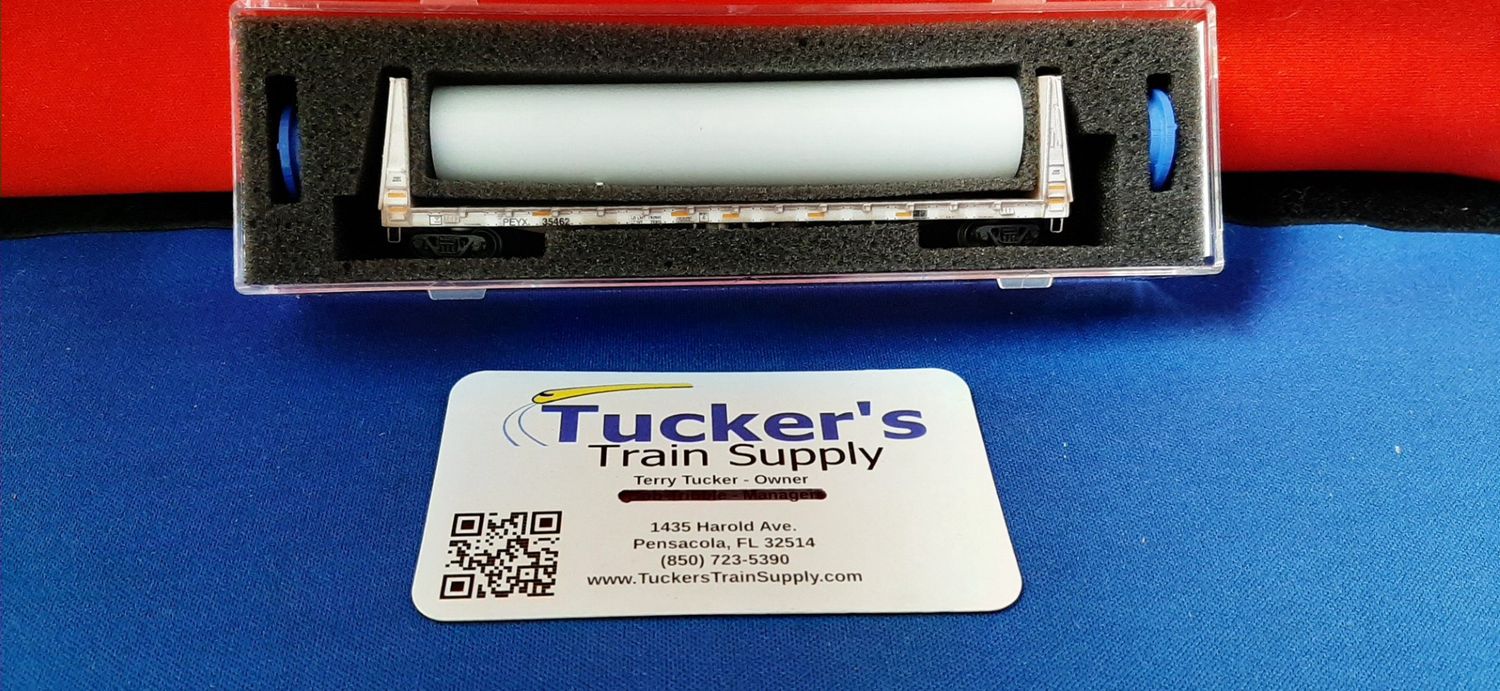 PEYX 35462
Tucker's
Train Supply
Terry Tucker - Owner
- Manager
1435 Harold Ave.
Pensacola, FL 32514
(850) 723-5390
www.TuckersTrainSupply.com